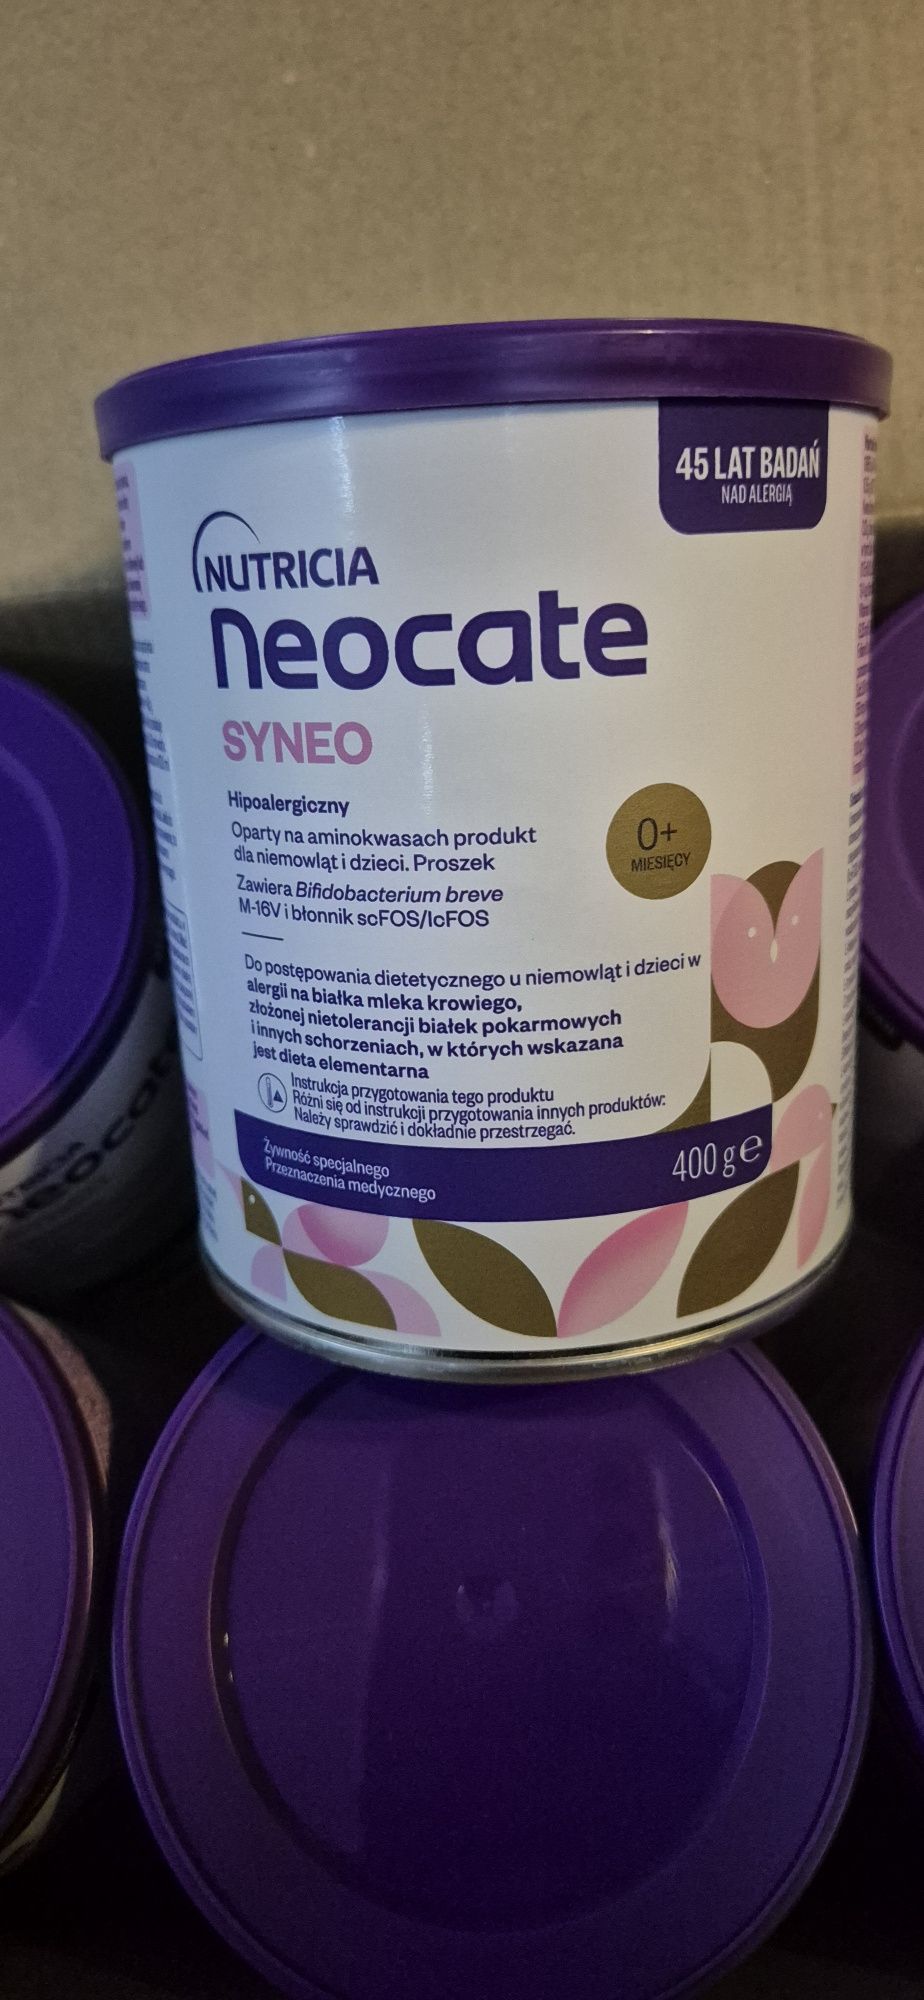 45 LAT BADAŃ
NAD ALERGIĄ
NUTRICIA
Neocate
SYNEO
Hipoalergiczny
Oparty na aminokwasach produkt
dla niemowląt i dzieci. Proszek
0+
MIESIĘCY
Zawiera Bifidobacterium breve
M-16V i błonnik scFOS/lcFOS
Do postępowania dietetycznego u niemowląt i dzieci w
alergii na białka mleka krowiego,
złożonej nietolerancji białek pokarmowych
i innych schorzeniach, w których wskazana
jest dieta elementarna
Instrukcja przygotowania tego produktu
Różni się od instrukcji przygotowania innych produktów:
Należy sprawdzić i dokładnie przestrzegać.
Żywność specjalnego
Przeznaczenia medycznego
400 g e